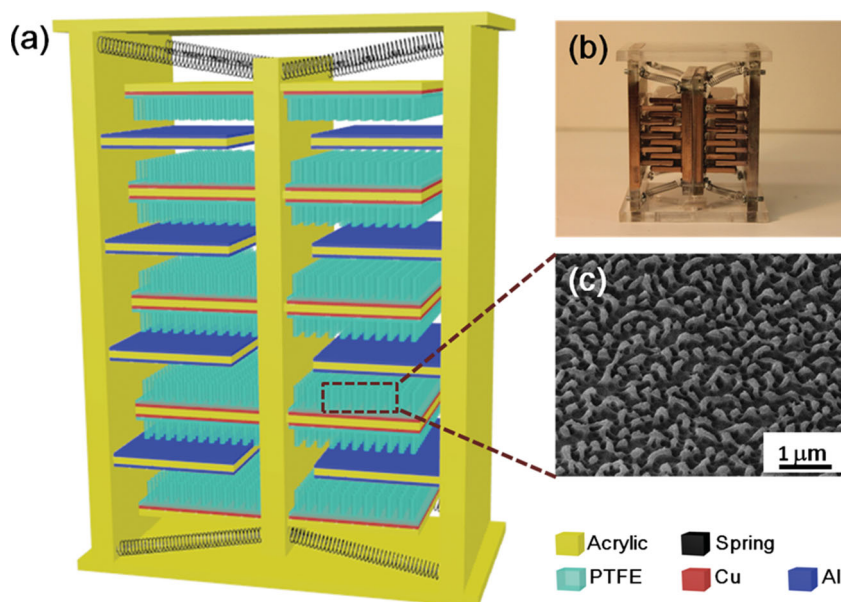 (a)
(b)
(c)
1 μm
Acrylic Spring
PTFE Cu Al